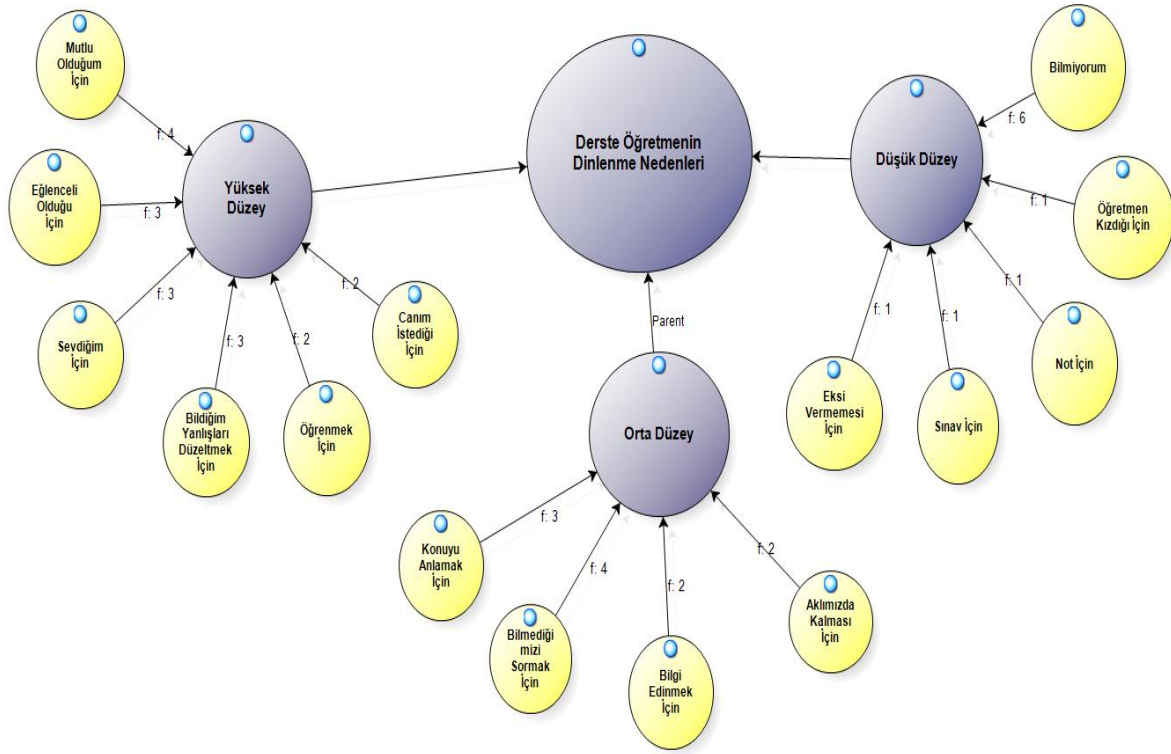 Derste Öğretmenin
Dinlenme Nedenleri
Yüksek
Düzey
Mutlu
Olduğum
İçin
f: 4
Eğlenceli
Olduğu
İçin
f: 3
Sevdiğim
İçin
f: 3
Bildiğim
Yanlışları
Düzeltmek
İçin
f: 3
Öğrenmek
İçin
f: 2
Canım
İstediği
İçin
f: 2
Parent
Orta Düzey
Konuyu
Anlamak
İçin
f: 3
Bilmediği
mizi
Sormak
İçin
f: 4
Bilgi
Edinmek
İçin
f: 2
Aklımızda
Kalması
İçin
f: 2
Düşük Düzey
Bilmiyorum
f: 6
Öğretmen
Kızdığı İçin
f: 1
Not İçin
f: 1
Sınav İçin
f: 1
Eksi
Vermemesi
İçin
f: 1